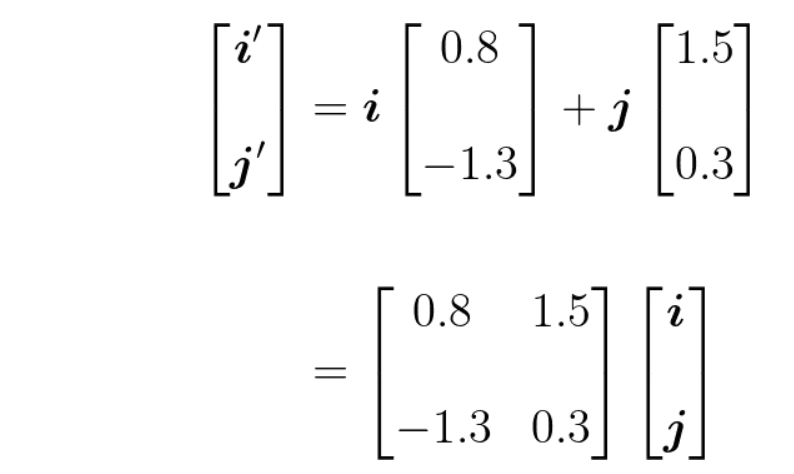 [i′ j′] = i [0.8 −1.3] + j [1.5 0.3]
= [0.8 1.5 −1.3 0.3] [i j]